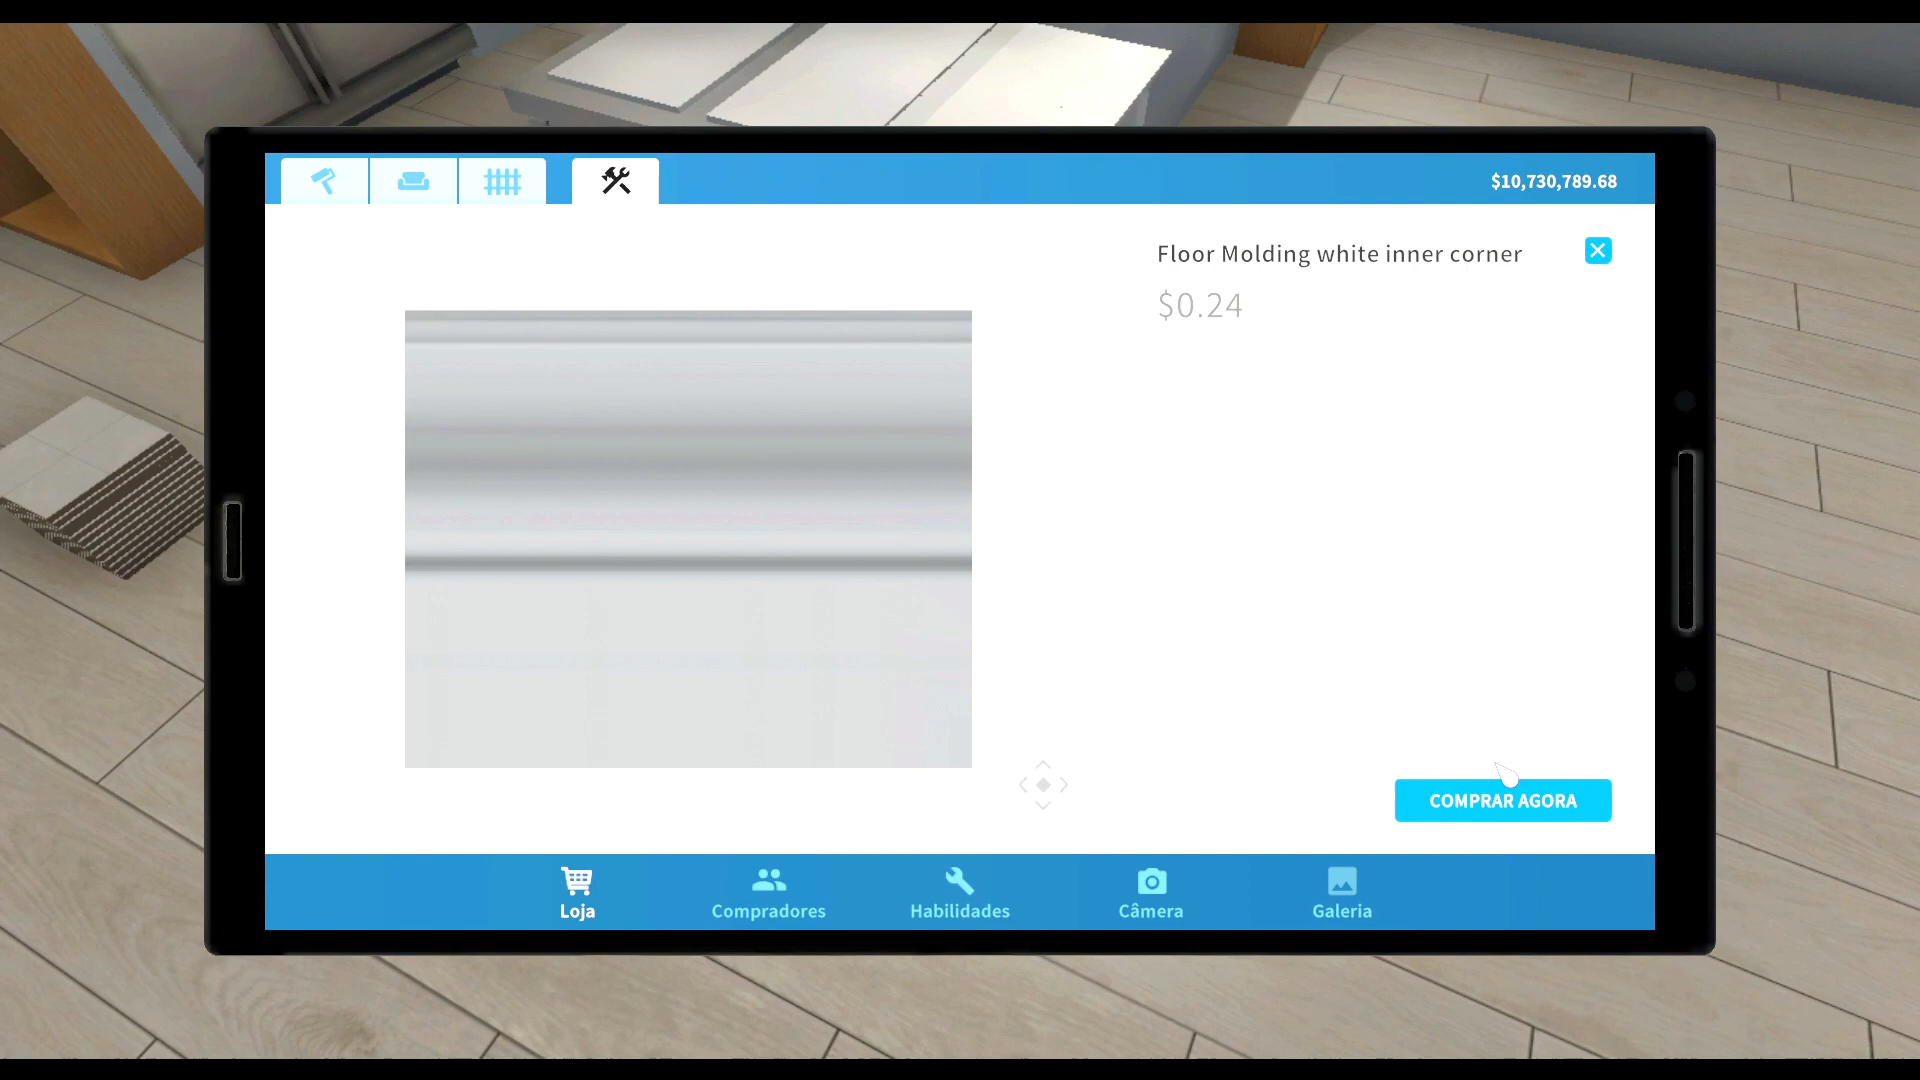 $10,730,789.68
Floor Molding white inner corner
$0.24
COMPRAR AGORA
Loja
Compradores
Habilidades
Câmera
Galeria